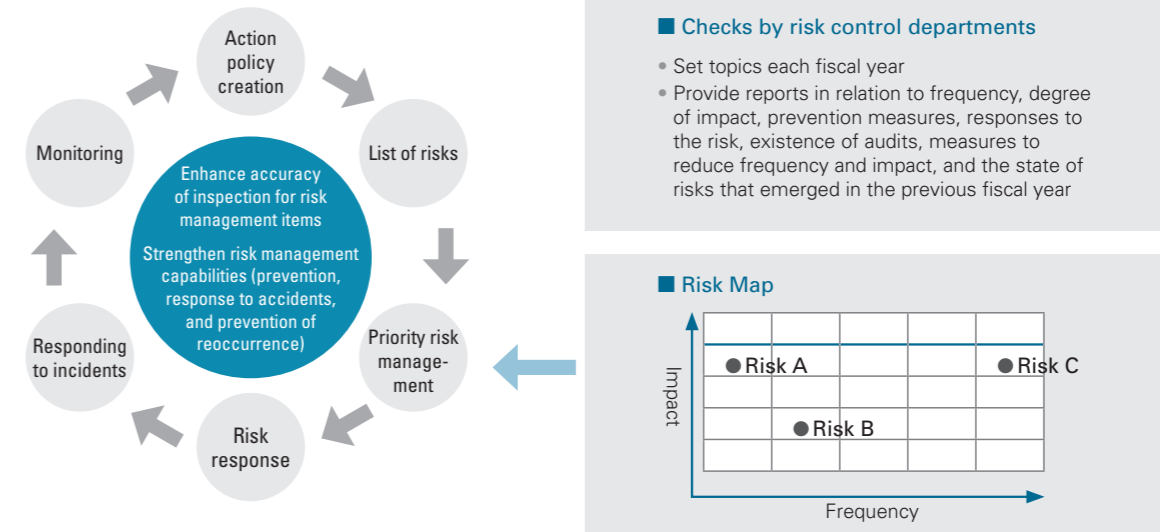 Action
policy
creation
List of risks
Priority risk
manage-
ment
Risk
response
Responding
to incidents
Monitoring
Enhance accuracy
of inspection for risk
management items
Strengthen risk management
capabilities (prevention,
response to accidents,
and prevention of
reoccurrence)
■ Checks by risk control departments
• Set topics each fiscal year
• Provide reports in relation to frequency, degree
of impact, prevention measures, responses to
the risk, existence of audits, measures to
reduce frequency and impact, and the state of
risks that emerged in the previous fiscal year
■ Risk Map
Impact
Risk A
Risk C
Risk B
Frequency